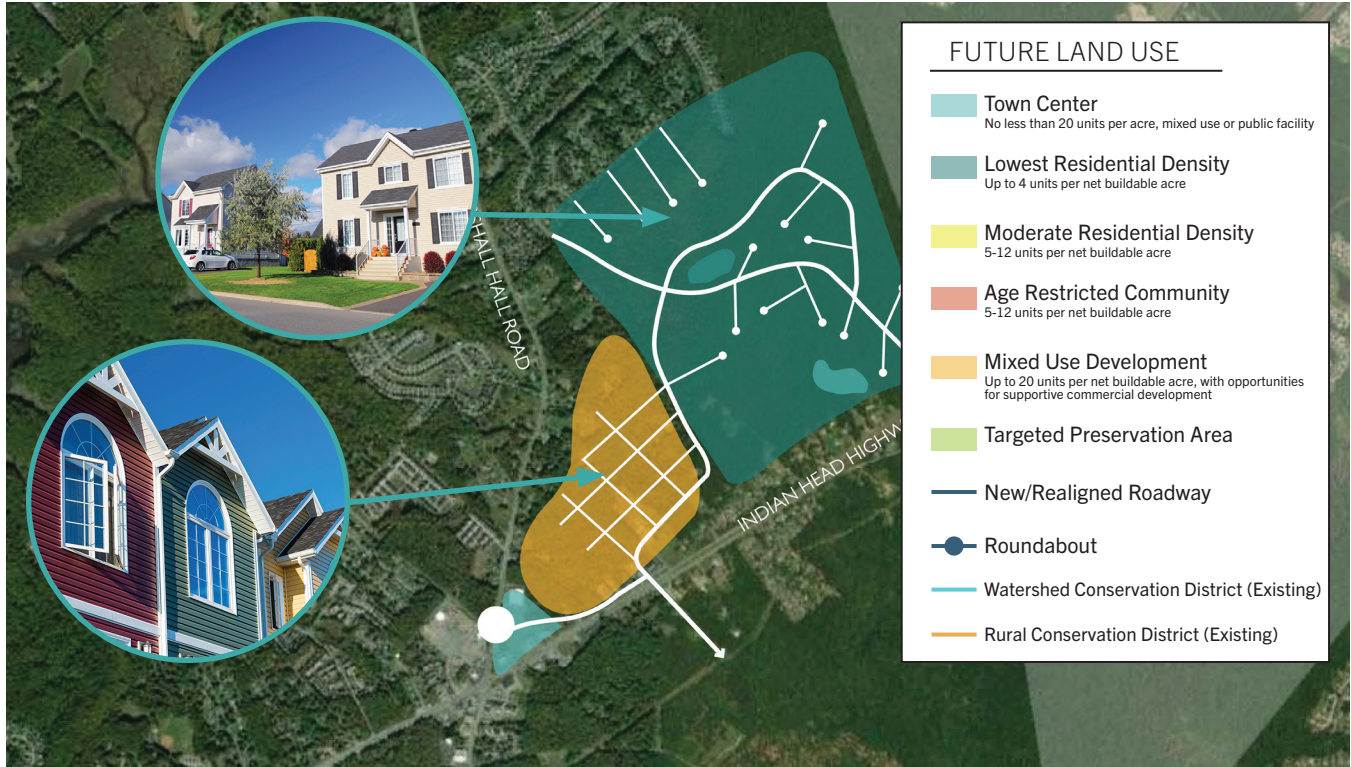 SHALL HALL ROAD
INDIAN HEAD HIGHW
FUTURE LAND USE
Town Center
No less than 20 units per acre, mixed use or public facility
Lowest Residential Density
Up to 4 units per net buildable acre
Moderate Residential Density
5-12 units per net buildable acre
Age Restricted Community
5-12 units per net buildable acre
Mixed Use Development
Up to 20 units per net buildable acre, with opportunities
for supportive commercial development
Targeted Preservation Area
New/Realigned Roadway
Roundabout
Watershed Conservation District (Existing)
Rural Conservation District (Existing)